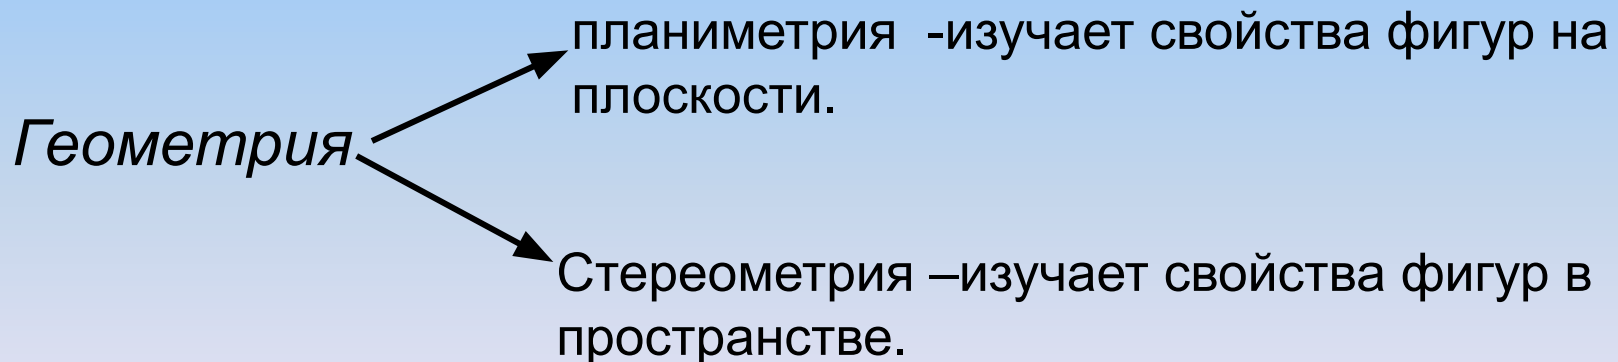 планиметрия -изучает свойства фигур на
плоскости.
Геометрия
Стереометрия –изучает свойства фигур в
пространстве.